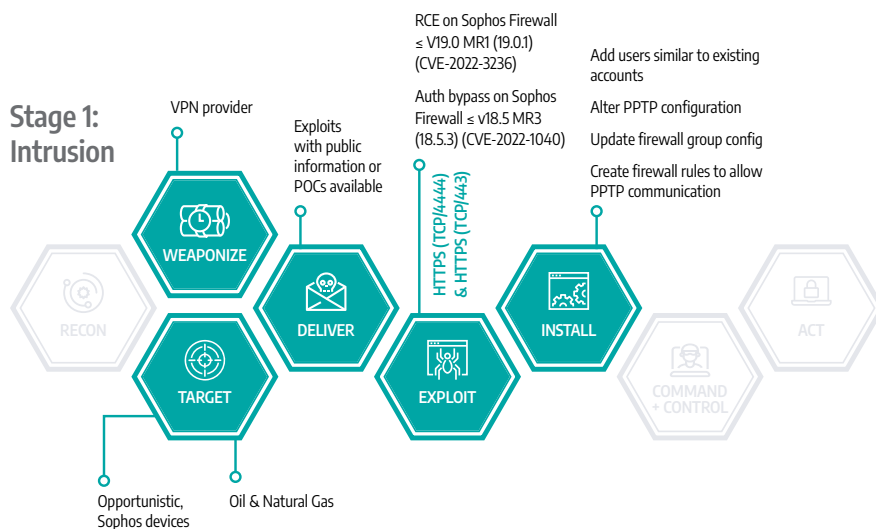 Stage 1:
Intrusion
VPN provider
Exploits
with public
information or
POCs available
RCE on Sophos Firewall
≤ V19.0 MR1 (19.0.1)
(CVE-2022-3236)
Auth bypass on Sophos
Firewall ≤ v18.5 MR3
(18.5.3) (CVE-2022-1040)
HTTPS (TCP/4444)
& HTTPS (TCP/443)
Add users similar to existing
accounts
Alter PPTP configuration
Update firewall group config
Create firewall rules to allow
PPTP communication
RECON
WEAPONIZE
TARGET
DELIVER
EXPLOIT
INSTALL
COMMAND
+ CONTROL
ACT
Opportunistic,
Sophos devices
Oil & Natural Gas